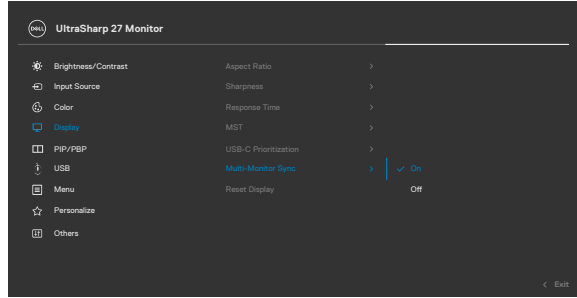 DELL UltraSharp 27 Monitor
Brightness/Contrast Aspect Ratio
Input Source Sharpness
Color Response Time
Display MST
PIP/PBP USB-C Prioritization
USB Multi-Monitor Sync On
Menu Reset Display Off
Personalize
Others
Exit